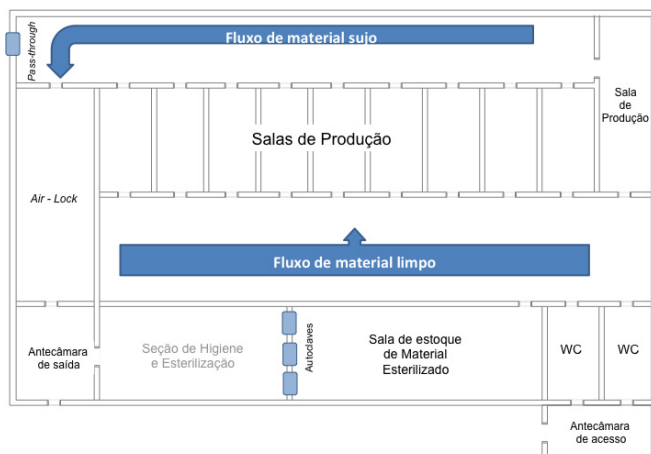 Fluxo de material sujo
Pass-through
Sala
de
Produção
Salas de Produção
Air - Lock
Fluxo de material limpo
Antecâmara
de saída
Seção de Higiene
e Esterilização
Autoclaves
Sala de estoque
de Material
Esterilizado
WC
WC
Antecâmara
de acesso